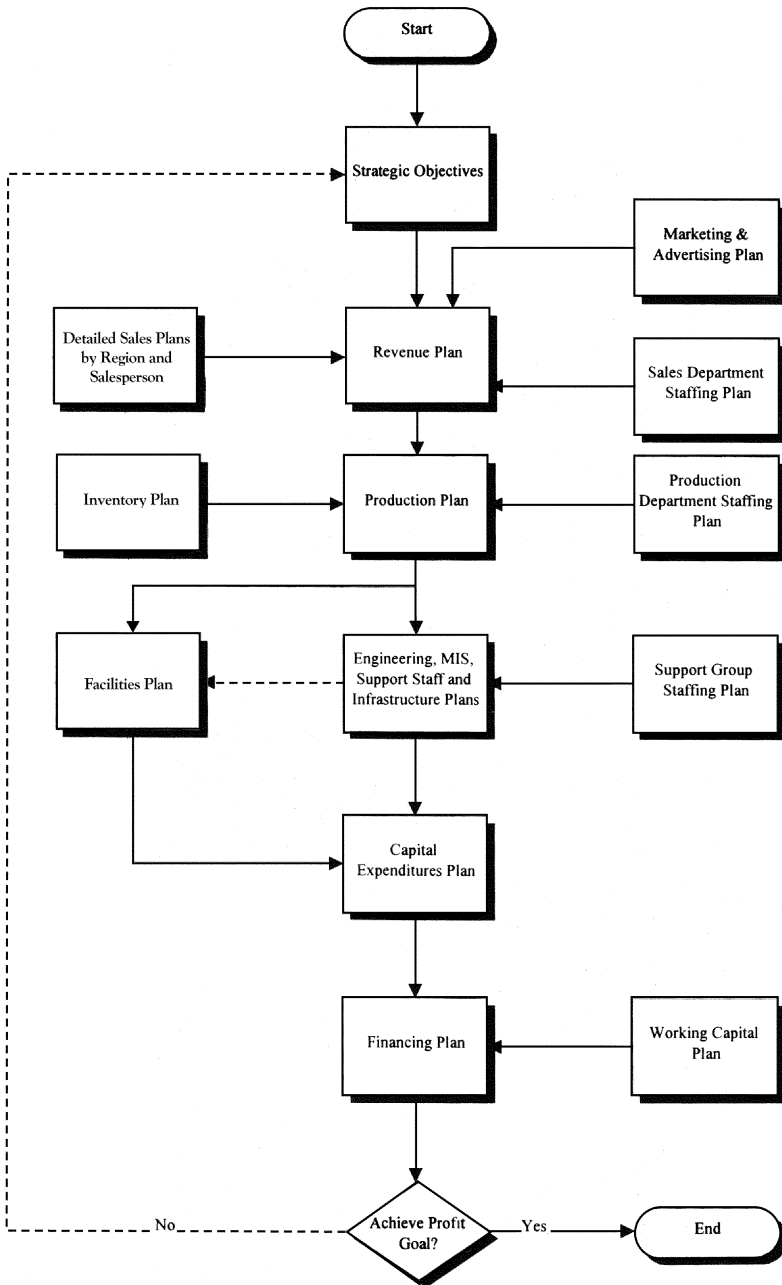 Start
Strategic Objectives
Marketing &
Advertising Plan
Detailed Sales Plans
by Region and
Salesperson
Revenue Plan
Sales Department
Staffing Plan
Inventory Plan
Production Plan
Production
Department Staffing
Plan
Facilities Plan
Engineering, MIS,
Support Staff and
Infrastructure Plans
Support Group
Staffing Plan
Capital
Expenditures Plan
Financing Plan
Working Capital
Plan
No
Achieve Profit
Goal?
Yes
End